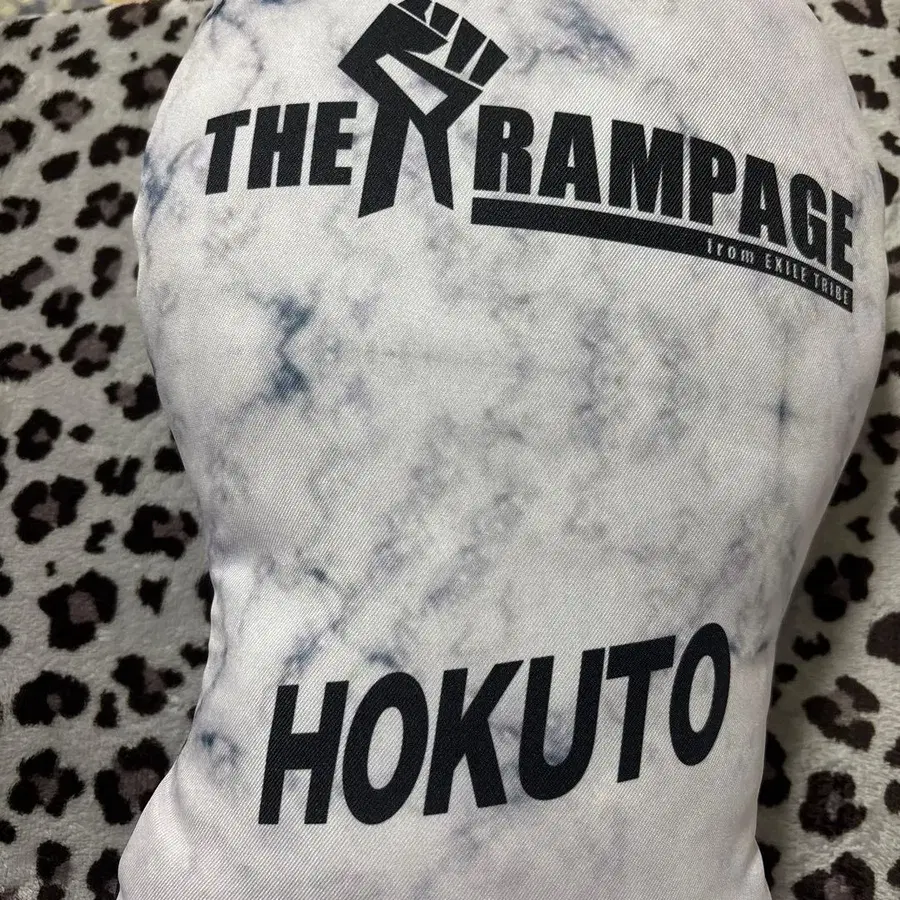 THE RAMPAGE
from EXILE TRIBE
HOKUTO